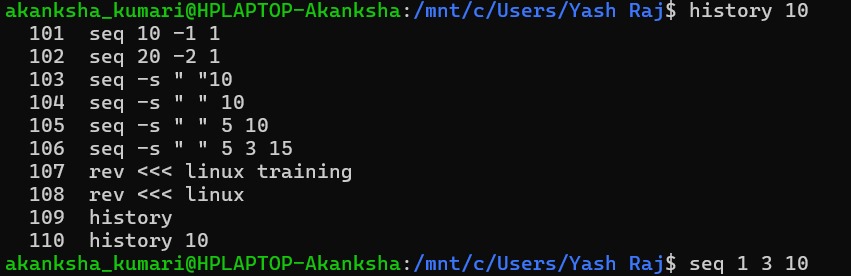 akanksha_kumari@HPLAPTOP-Akanksha:/mnt/c/Users/Yash Raj$ history 10
101 seq 10 -1 1
102 seq 20 -2 1
103 seq -s " "10
104 seq -s " " 10
105 seq -s " " 5 10
106 seq -s " " 5 3 15
107 rev <<< linux training
108 rev <<< linux
109 history
110 history 10
akanksha_kumari@HPLAPTOP-Akanksha:/mnt/c/Users/Yash Raj$ seq 1 3 10